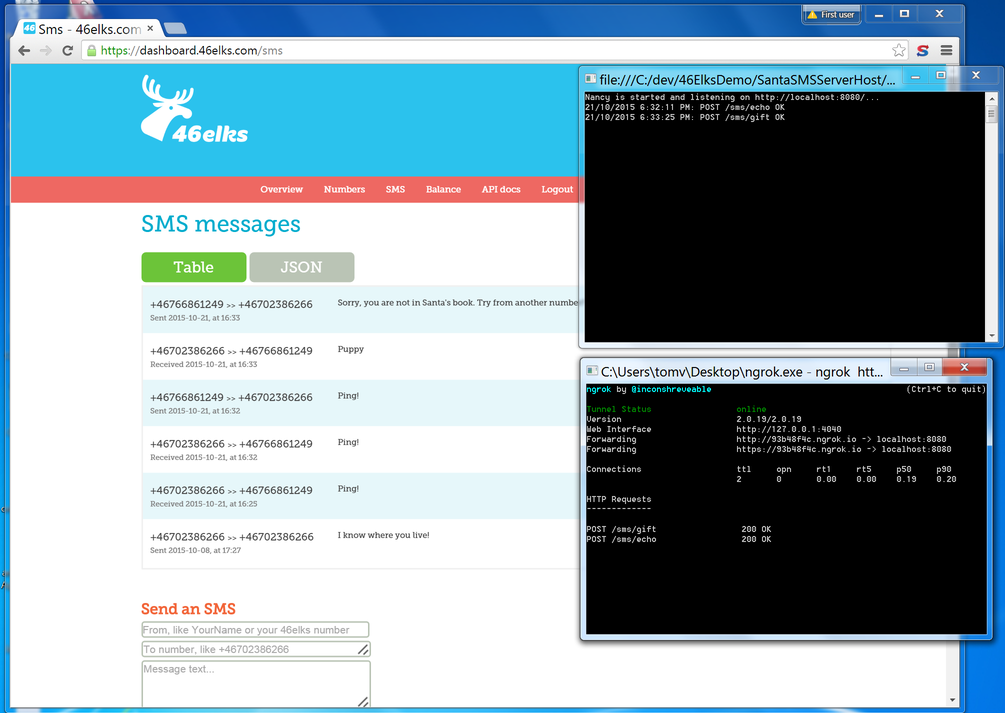 First user
Sms - 46elks.com
https://dashboard.46elks.com/sms
46elks
Overview Numbers SMS Balance API docs Logout
SMS messages
Table JSON
+46766861249 >> +46702386266 Sorry, you are not in Santa's book. Try from another numbe
Sent 2015-10-21, at 16:33
+46702386266 >> +46766861249 Puppy
Received 2015-10-21, at 16:33
+46766861249 >> +46702386266 Ping!
Sent 2015-10-21, at 16:32
+46702386266 >> +46766861249 Ping!
Received 2015-10-21, at 16:32
+46702386266 >> +46766861249 Ping!
Received 2015-10-21, at 16:25
+46702386266 >> +46702386266 I know where you live!
Sent 2015-10-08, at 17:27
Send an SMS
From, like YourName or your 46elks number
To number, like +46702386266
Message text...
file:///C:/dev/46ElksDemo/SantaSMSServerHost/...
Nancy is started and listening on http://localhost:8080/...
21/10/2015 6:32:11 PM: POST /sms/echo OK
21/10/2015 6:33:25 PM: POST /sms/gift OK
C:\Users\tomv\Desktop\ngrok.exe - ngrok htt...
ngrok by @inconshreveable (Ctrl+C to quit)
Tunnel Status online
Version 2.0.19/2.0.19
Web Interface http://127.0.0.1:4040
Forwarding http://93b48f4c.ngrok.io -> localhost:8080
Forwarding https://93b48f4c.ngrok.io -> localhost:8080
Connections ttl opn rt1 rt5 p50 p90
2 0 0.00 0.00 0.19 0.20
HTTP Requests
-------------
POST /sms/gift 200 OK
POST /sms/echo 200 OK